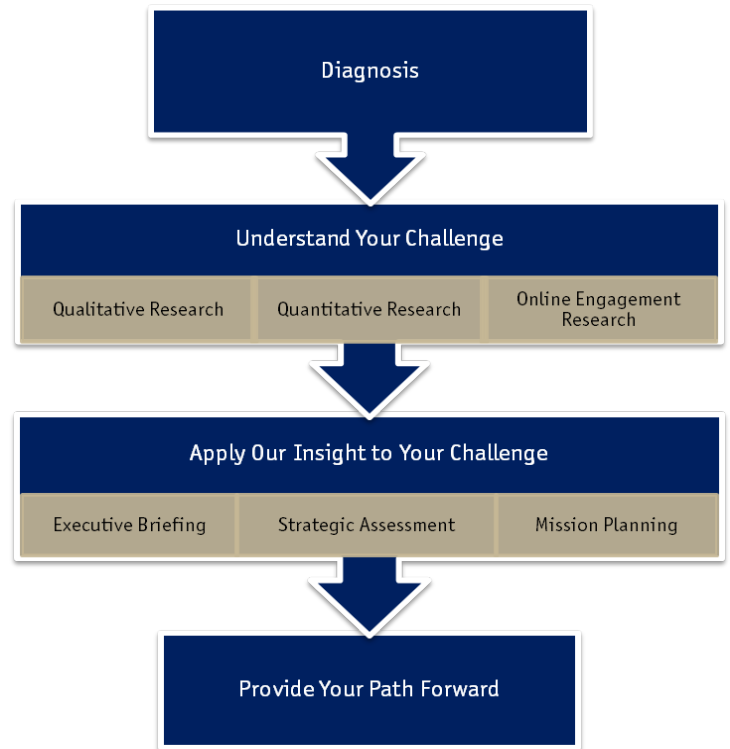 Diagnosis
Understand Your Challenge
Qualitative Research
Quantitative Research
Online Engagement
Research
Apply Our Insight to Your Challenge
Executive Briefing
Strategic Assessment
Mission Planning
Provide Your Path Forward